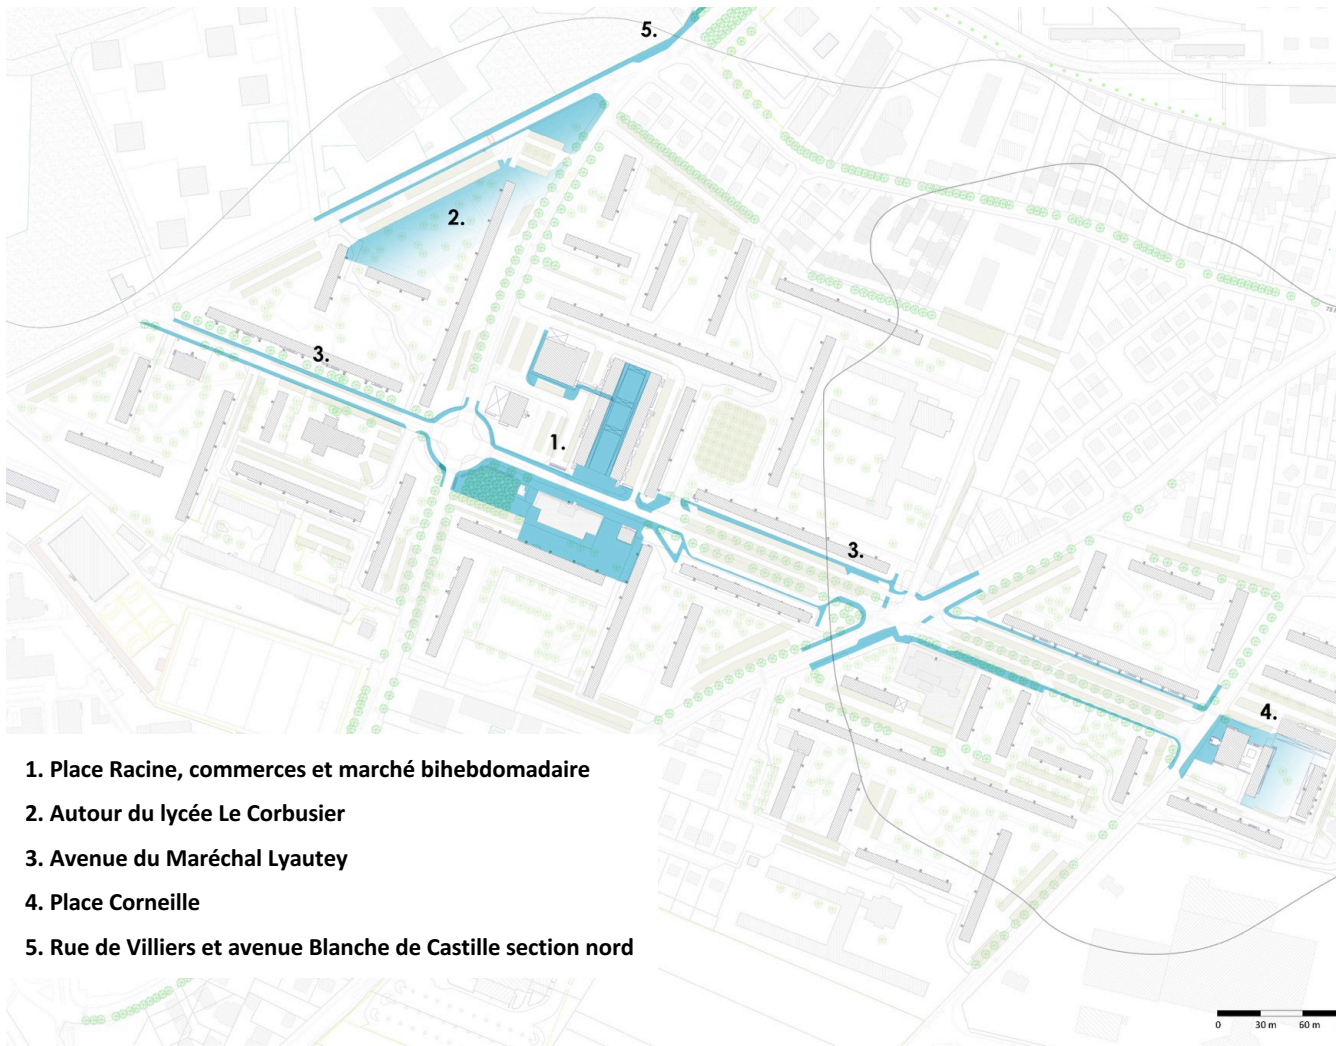 5.
2.
3.
1.
3.
4.
1. Place Racine, commerces et marché bihebdomadaire
2. Autour du lycée Le Corbusier
3. Avenue du Maréchal Lyautey
4. Place Corneille
5. Rue de Villiers et avenue Blanche de Castille section nord
0 30 m 60 m